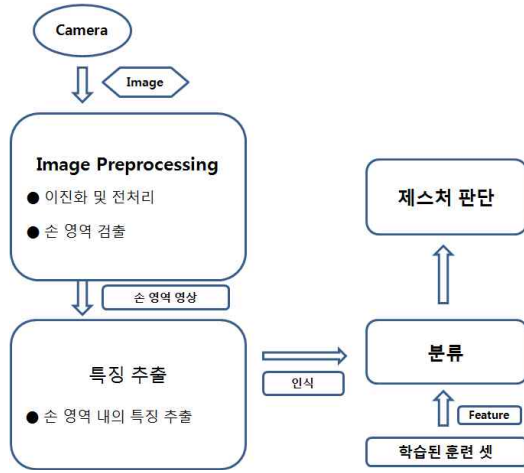 Camera
Image
Image Preprocessing
● 이진화 및 전처리
● 손 영역 검출
손 영역 영상
특징 추출
● 손 영역 내의 특징 추출
인식
제스처 판단
분류
Feature
학습된 훈련 셋